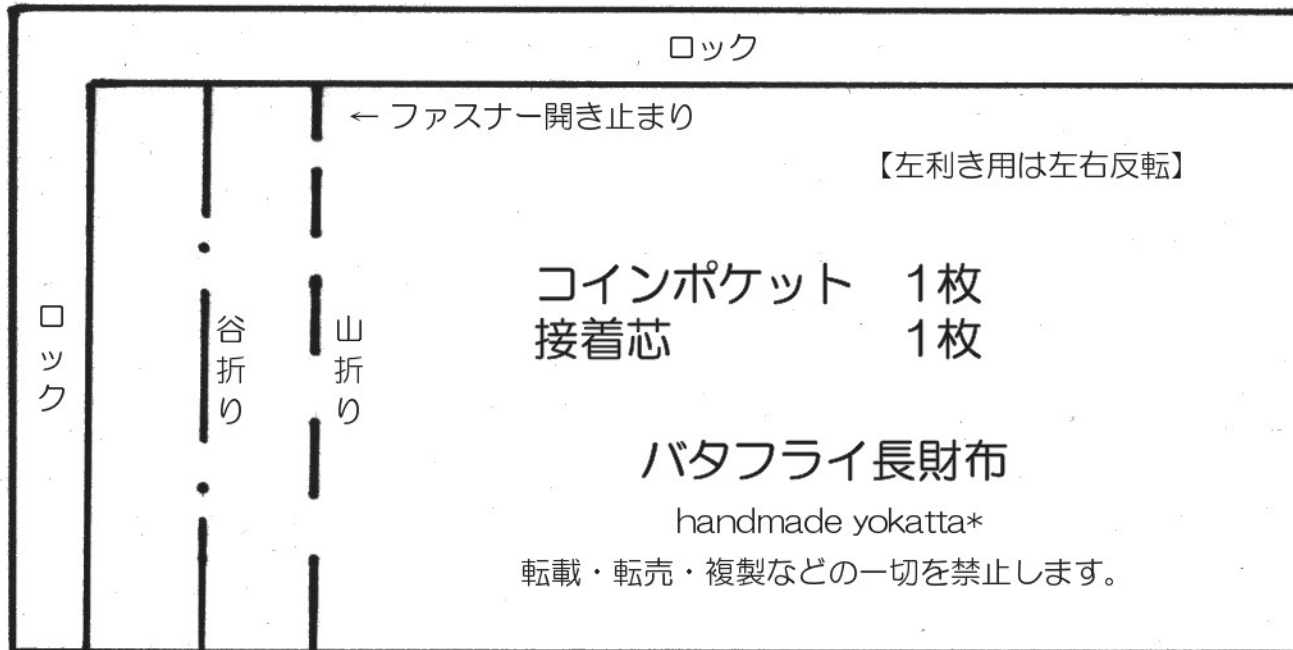 ロック
← ファスナー開き止まり
【左利き用は左右反転】
コインポケット　1枚
接着芯　1枚
ロック
谷折り
山折り
バタフライ長財布
handmade yokatta*
転載・転売・複製などの一切を禁止します。